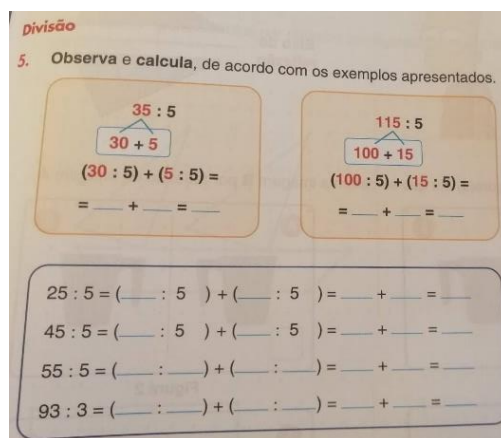 Divisão
5. Observa e calcula, de acordo com os exemplos apresentados.
35 : 5
30 + 5
(30 : 5) + (5 : 5) =
= ___ + ___ = ___
115 : 5
100 + 15
(100 : 5) + (15 : 5) =
= ___ + ___ = ___
25 : 5 = (___ : 5 ) + (___ : 5 ) = ___ + ___ = ___
45 : 5 = (___ : 5 ) + (___ : 5 ) = ___ + ___ = ___
55 : 5 = (___ : ___) + (___ : ___) = ___ + ___ = ___
93 : 3 = (___ : ___) + (___ : ___) = ___ + ___ = ___